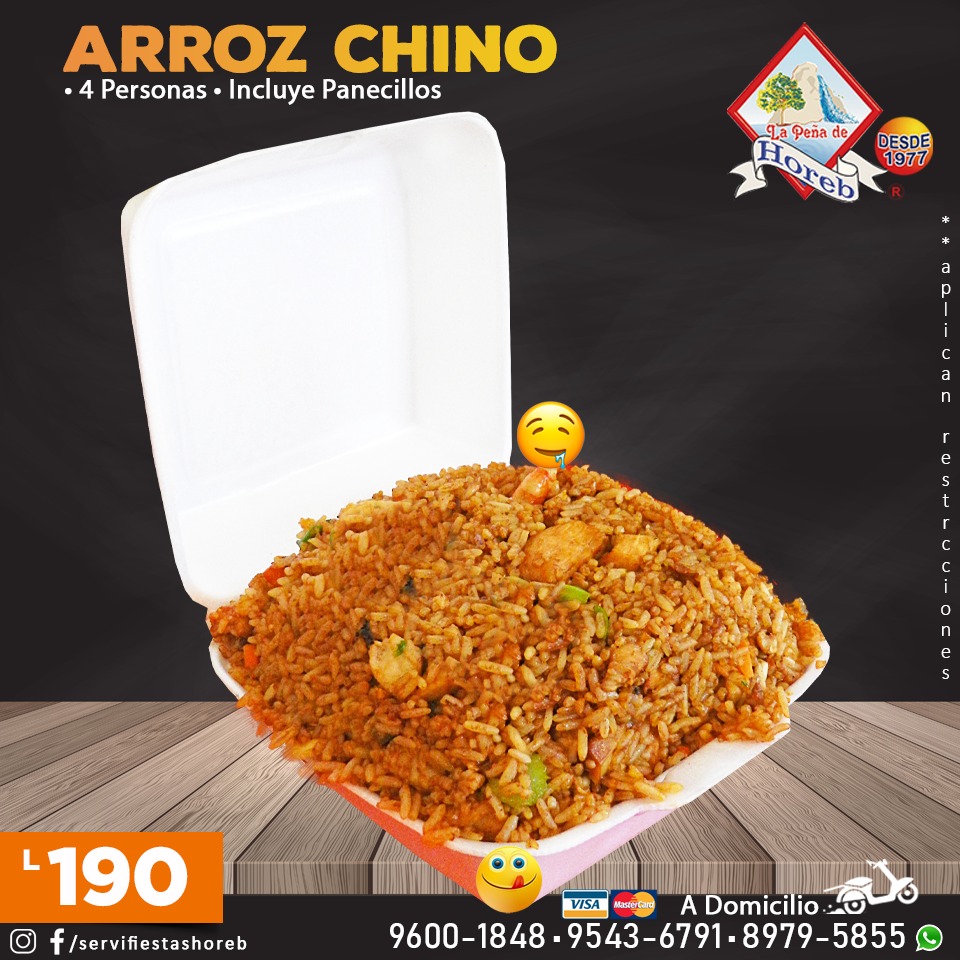 ARROZ CHINO
• 4 Personas • Incluye Panecillos
La Peña de
Horeb
DESDE
1977
®
**aplican restrcciones
L 190
VISA
MasterCard
A Domicilio
/servifiestashoreb
9600-1848 ▪ 9543-6791 ▪ 8979-5855